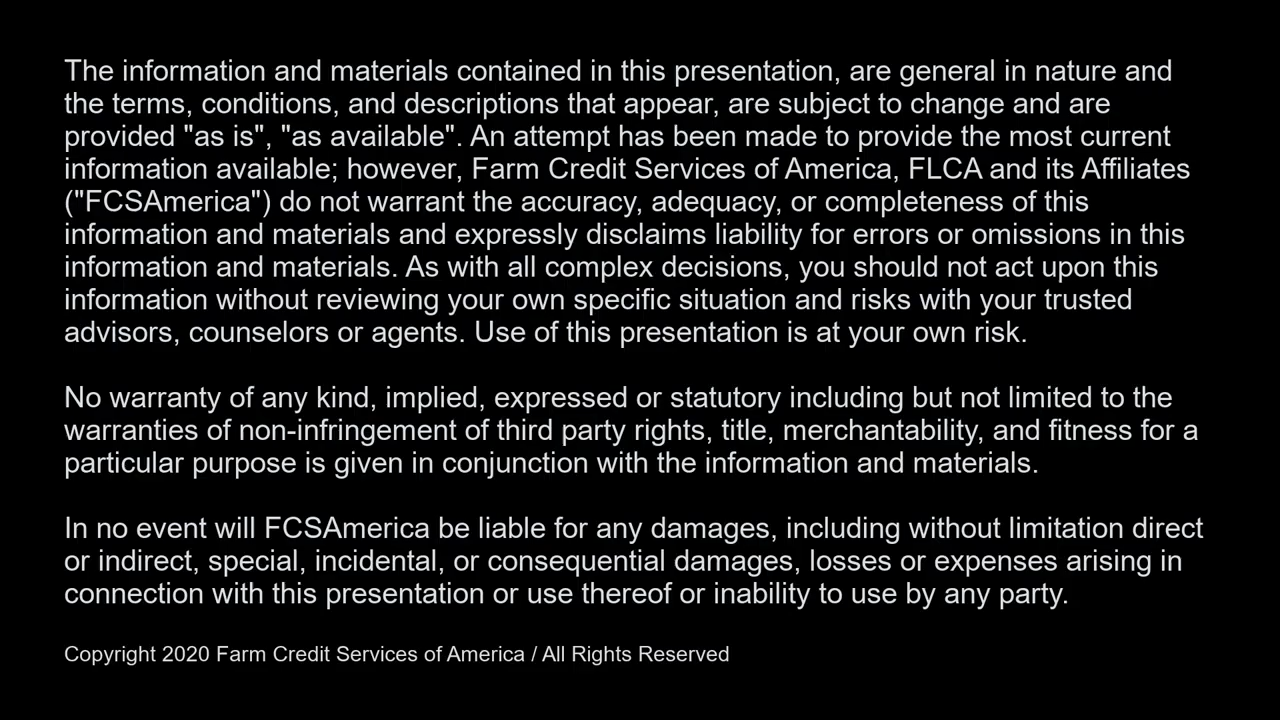 The information and materials contained in this presentation, are general in nature and
the terms, conditions, and descriptions that appear, are subject to change and are
provided "as is", "as available". An attempt has been made to provide the most current
information available; however, Farm Credit Services of America, FLCA and its Affiliates
("FCSAmerica") do not warrant the accuracy, adequacy, or completeness of this
information and materials and expressly disclaims liability for errors or omissions in this
information and materials. As with all complex decisions, you should not act upon this
information without reviewing your own specific situation and risks with your trusted
advisors, counselors or agents. Use of this presentation is at your own risk.
No warranty of any kind, implied, expressed or statutory including but not limited to the
warranties of non-infringement of third party rights, title, merchantability, and fitness for a
particular purpose is given in conjunction with the information and materials.
In no event will FCSAmerica be liable for any damages, including without limitation direct
or indirect, special, incidental, or consequential damages, losses or expenses arising in
connection with this presentation or use thereof or inability to use by any party.
Copyright 2020 Farm Credit Services of America / All Rights Reserved